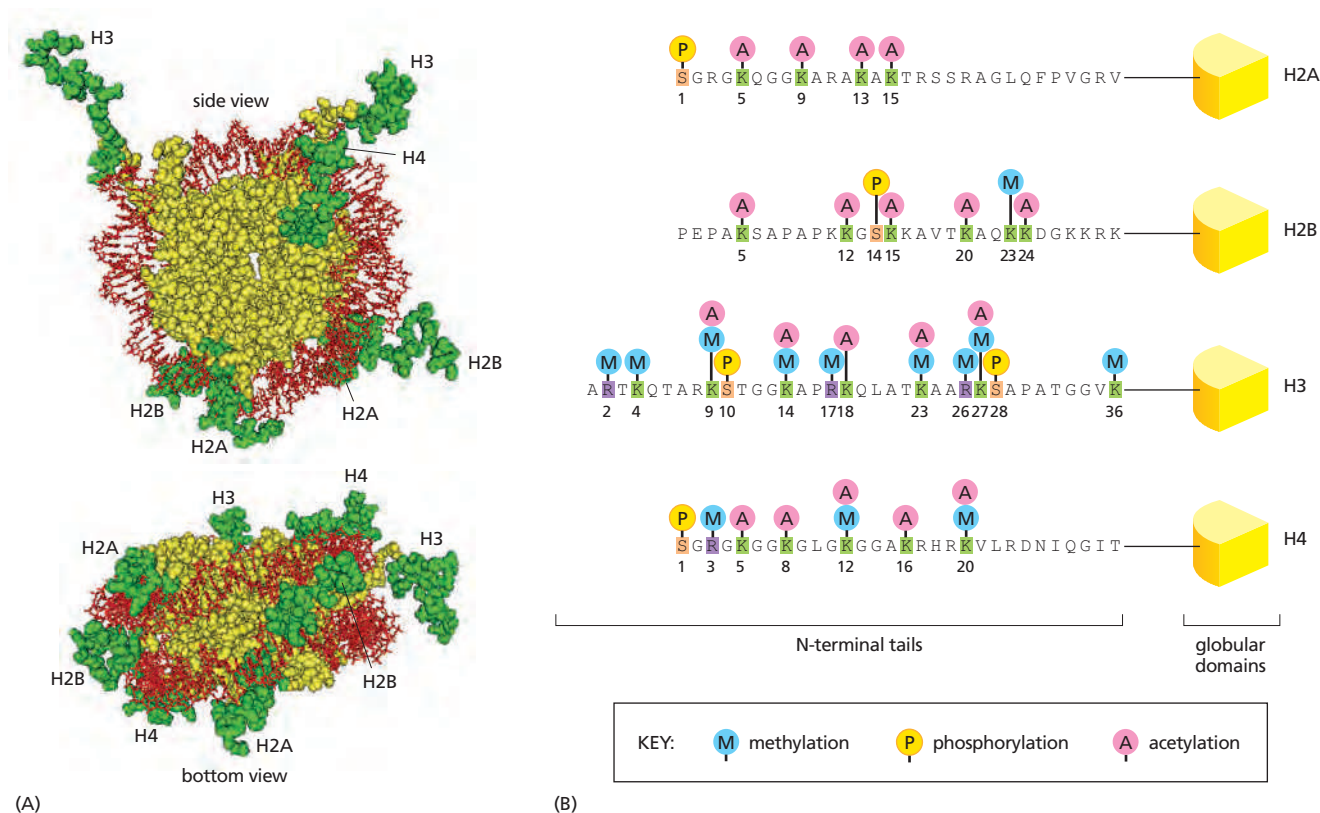 H3
H3
side view
H4
H2B
H2B
H2A
H2A
H4
H3
H2A
H3
H2B
H2B
H4
H2A
bottom view
(A)
P A A A A
SGRGKQGGKARAKAKTRSSRAGLQFPVGRV
1 5 9 13 15
H2A
P M
A A A A A
PEPAKSAPAPKKGSKKAVTKAQKKDGKKRK
5 12 14 15 20 23 24
H2B
A A
M A A A M
M M P M M M M P M
ARTKQTARKSTGGKAPRKQLATKAARKSAPATGGVK
2 4 9 10 14 17 18 23 26 27 28 36
H3
A A
P M A A M A M
SGRGKGGKGLGKGGAKRHRKVLRDNIQGIT
1 3 5 8 12 16 20
H4
N-terminal tails
globular
domains
KEY: M methylation P phosphorylation A acetylation
(B)